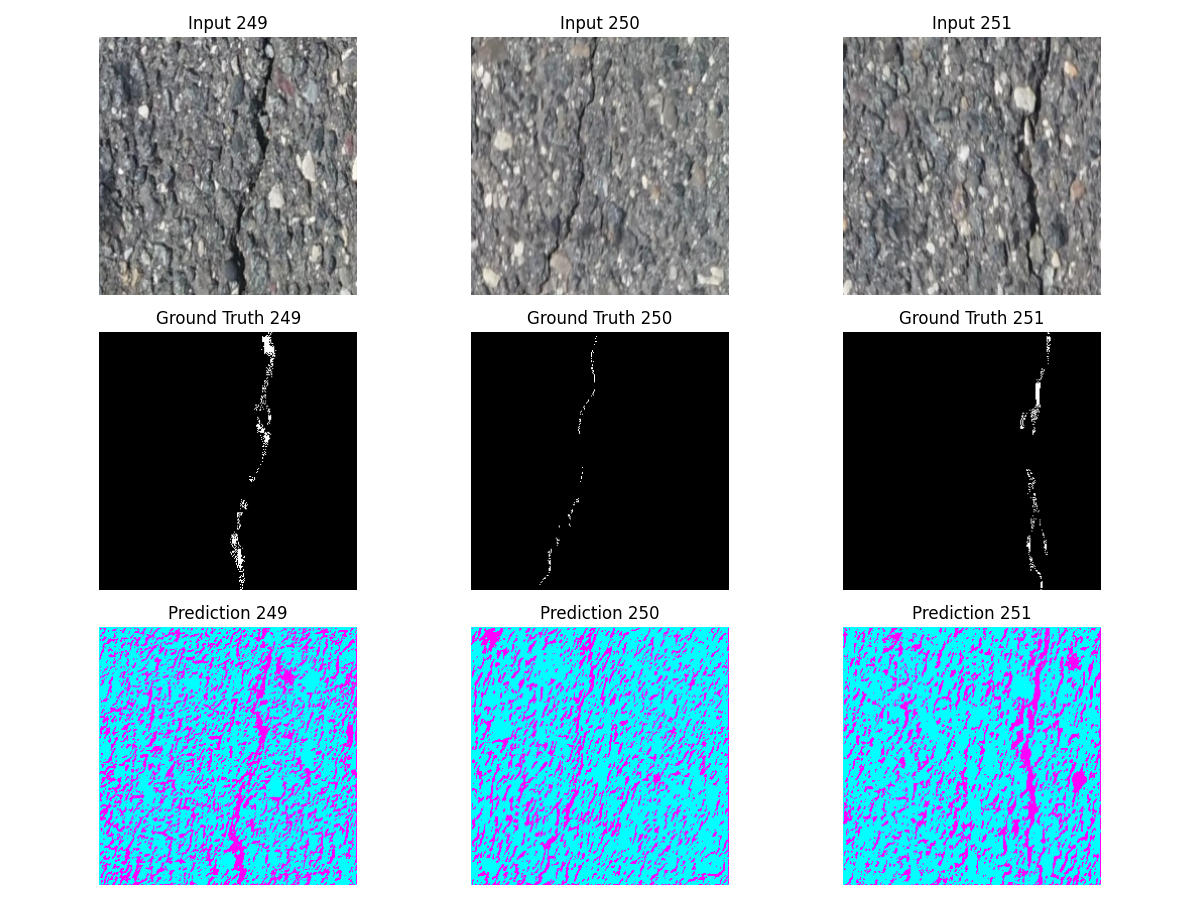 Input 249
Input 250
Input 251
Ground Truth 249
Ground Truth 250
Ground Truth 251
Prediction 249
Prediction 250
Prediction 251